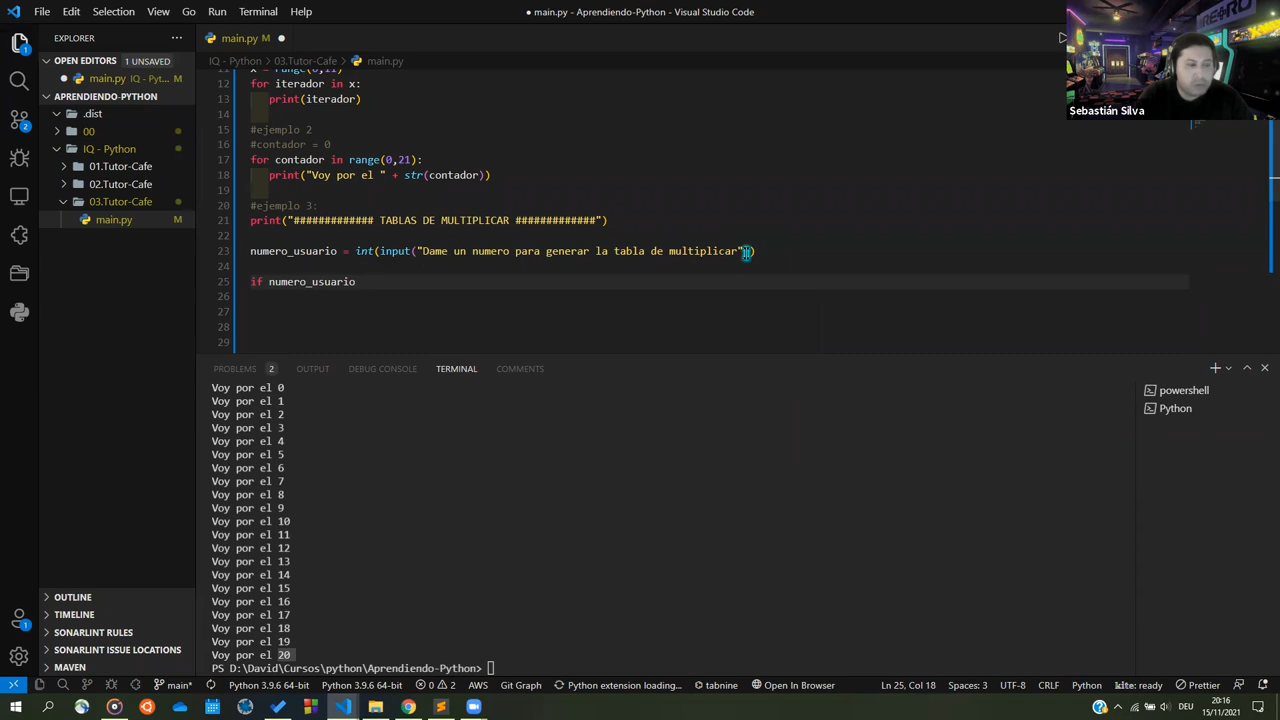 File Edit Selection View Go Run Terminal Help
main.py - Aprendiendo-Python - Visual Studio Code
EXPLORER
main.py M
OPEN EDITORS 1 UNSAVED
IQ - Python > 03.Tutor-Cafe > main.py
main.py IQ - Pyt... M
APRENDIENDO-PYTHON
.dist
00
IQ - Python
01.Tutor-Cafe
02.Tutor-Cafe
03.Tutor-Cafe
main.py M
OUTLINE
TIMELINE
SONARLINT RULES
SONARLINT ISSUE LOCATIONS
MAVEN
11 x = range(0,11)
12 for iterador in x:
13 print(iterador)
14
15 #ejemplo 2
16 #contador = 0
17 for contador in range(0,21):
18 print("Voy por el " + str(contador))
19
20 #ejemplo 3:
21 print("############# TABLAS DE MULTIPLICAR #############")
22
23 numero_usuario = int(input("Dame un numero para generar la tabla de multiplicar"))
24
25 if numero_usuario
26
27
28
29
Sebastián Silva
RETRO
PROBLEMS 2 OUTPUT DEBUG CONSOLE TERMINAL COMMENTS
Voy por el 0
Voy por el 1
Voy por el 2
Voy por el 3
Voy por el 4
Voy por el 5
Voy por el 6
Voy por el 7
Voy por el 8
Voy por el 9
Voy por el 10
Voy por el 11
Voy por el 12
Voy por el 13
Voy por el 14
Voy por el 15
Voy por el 16
Voy por el 17
Voy por el 18
Voy por el 19
Voy por el 20
PS D:\David\Cursos\python\Aprendiendo-Python>
powershell
Python
main* Python 3.9.6 64-bit Python 3.9.6 64-bit 0 2 AWS Git Graph Python extension loading... tabnine Open In Browser Ln 25, Col 18 Spaces: 3 UTF-8 CRLF Python kite: ready Prettier
DEU 20:16
15/11/2021